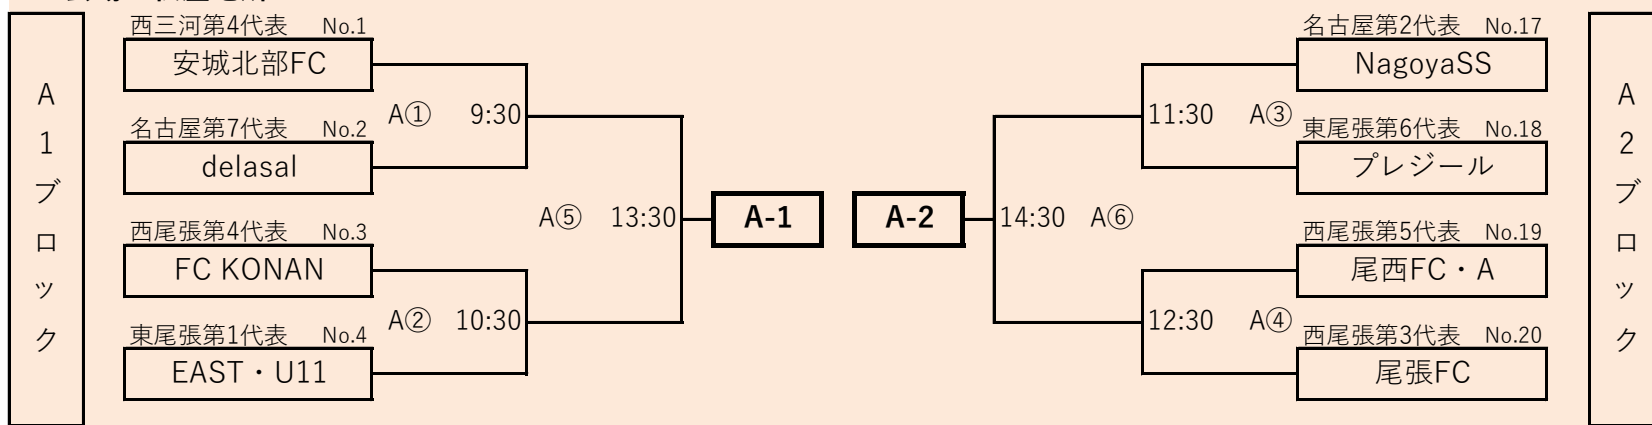 A1ブロック
西三河第4代表 No.1
安城北部FC
A① 9:30
名古屋第7代表 No.2
delasal
A⑤ 13:30
A-1
西尾張第4代表 No.3
FC KONAN
A② 10:30
東尾張第1代表 No.4
EAST・U11
名古屋第2代表 No.17
NagoyaSS
11:30 A③
東尾張第6代表 No.18
プレジール
A-2
14:30 A⑥
西尾張第5代表 No.19
尾西FC・A
12:30 A④
西尾張第3代表 No.20
尾張FC
A2ブロック